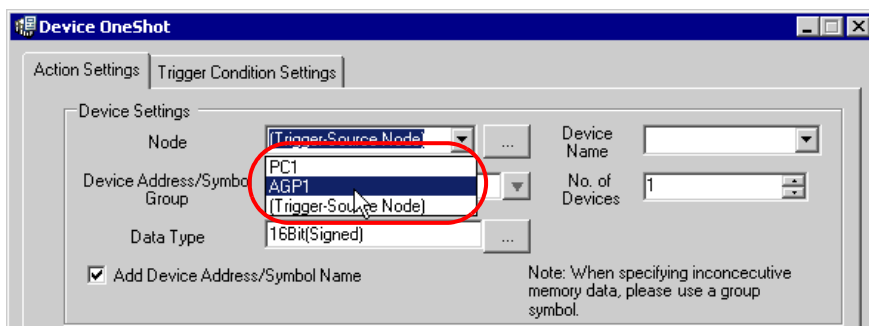 Device OneShot
Action Settings
Trigger Condition Settings
Device Settings
Node
(Trigger-Source Node)
...
Device
Name
PC1
AGP1
(Trigger-Source Node)
Device Address/Symbo
Group
No. of
Devices
1
Data Type
16Bit(Signed)
...
Add Device Address/Symbol Name
Note: When specifying inconcecutive
memory data, please use a group
symbol.